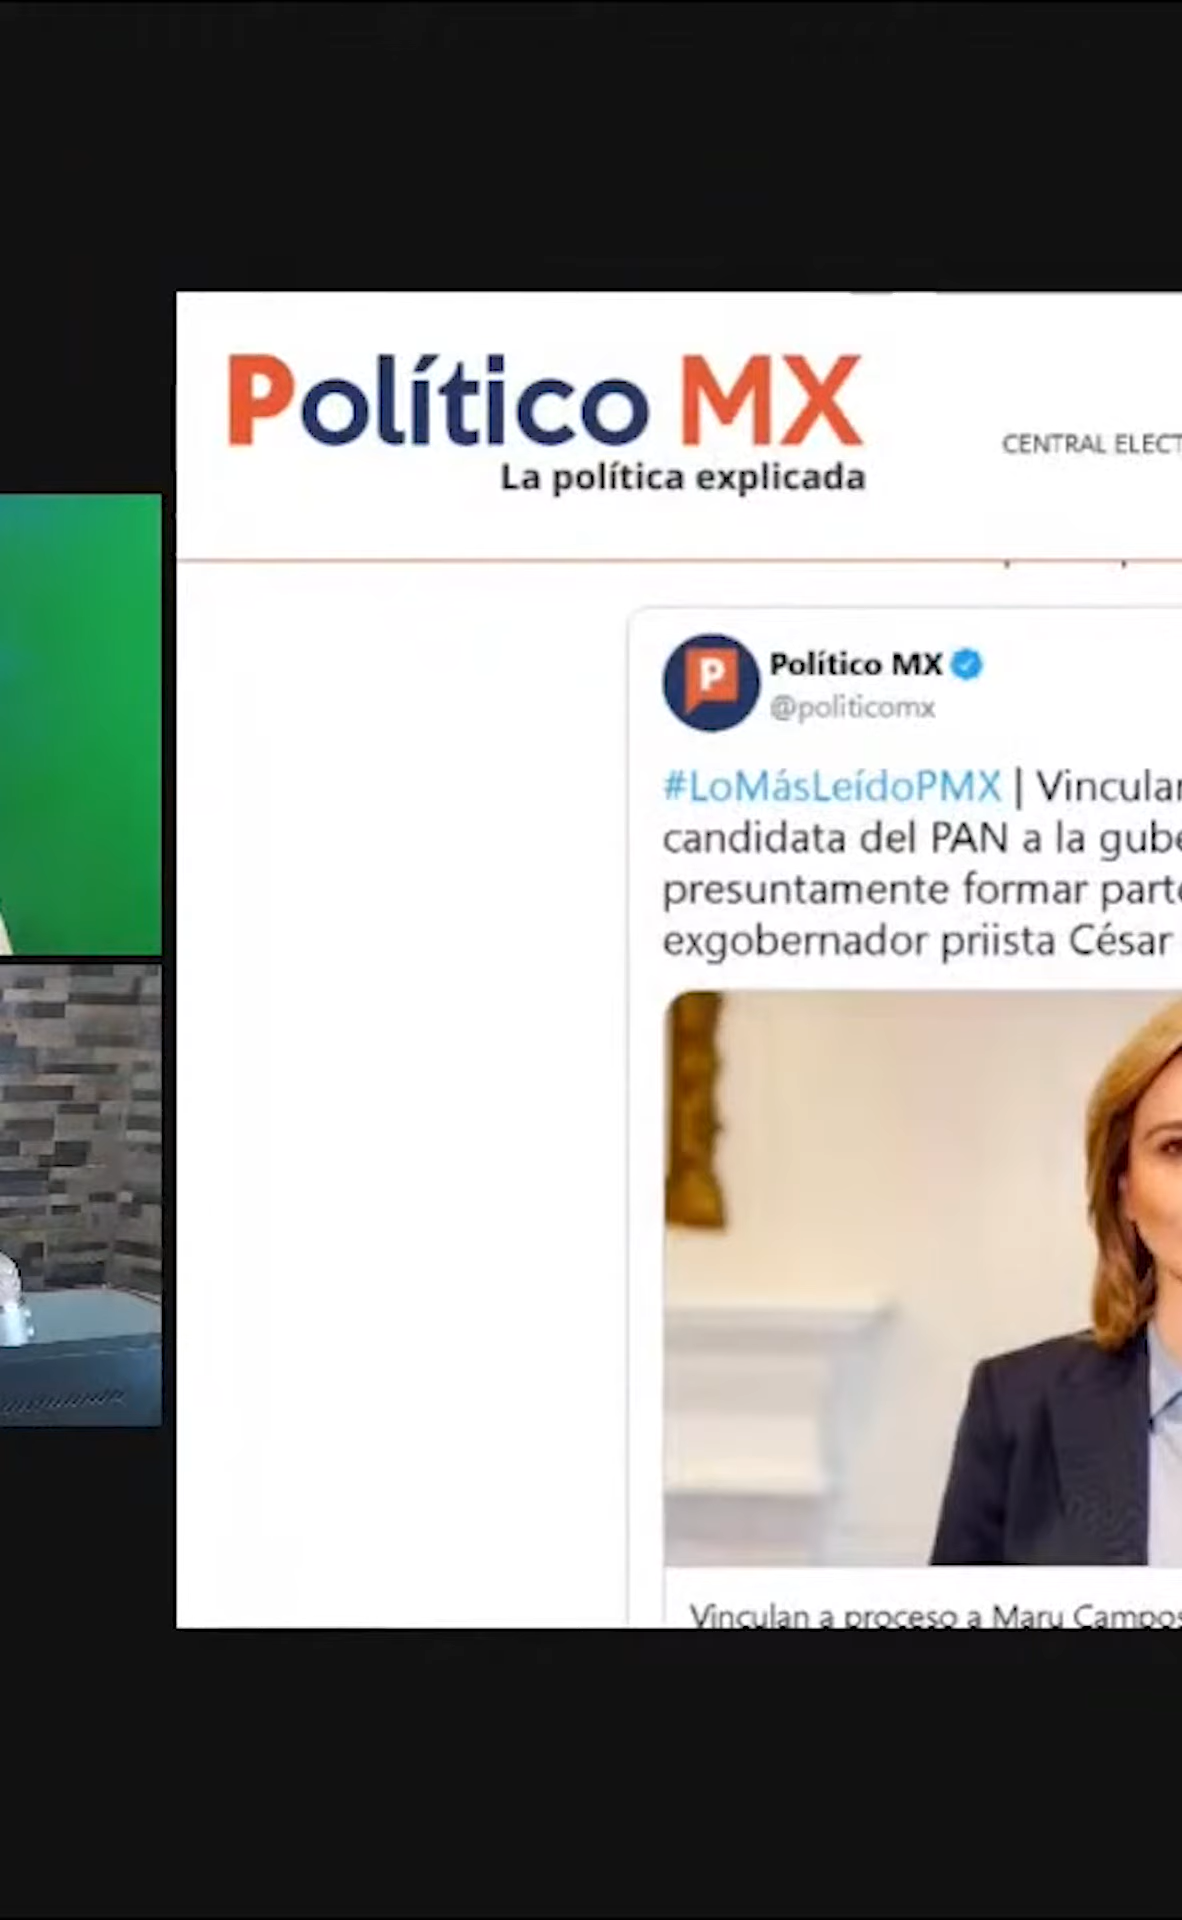 Político MX
La política explicada
CENTRAL ELECT
P
Político MX
@politicomx
#LoMásLeídoPMX | Vincular
candidata del PAN a la gube
presuntamente formar parte
exgobernador priista César
Vinculan a proceso a Maru Campos